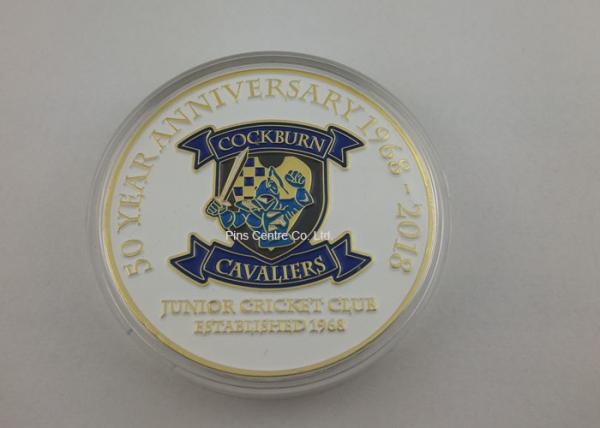 50 YEAR ANNIVERSARY 1968 - 2018
COCKBURN
Pins Centre Co.,Ltd.
CAVALIERS
JUNIOR CRICKET CLUB
ESTABLISHED 1968